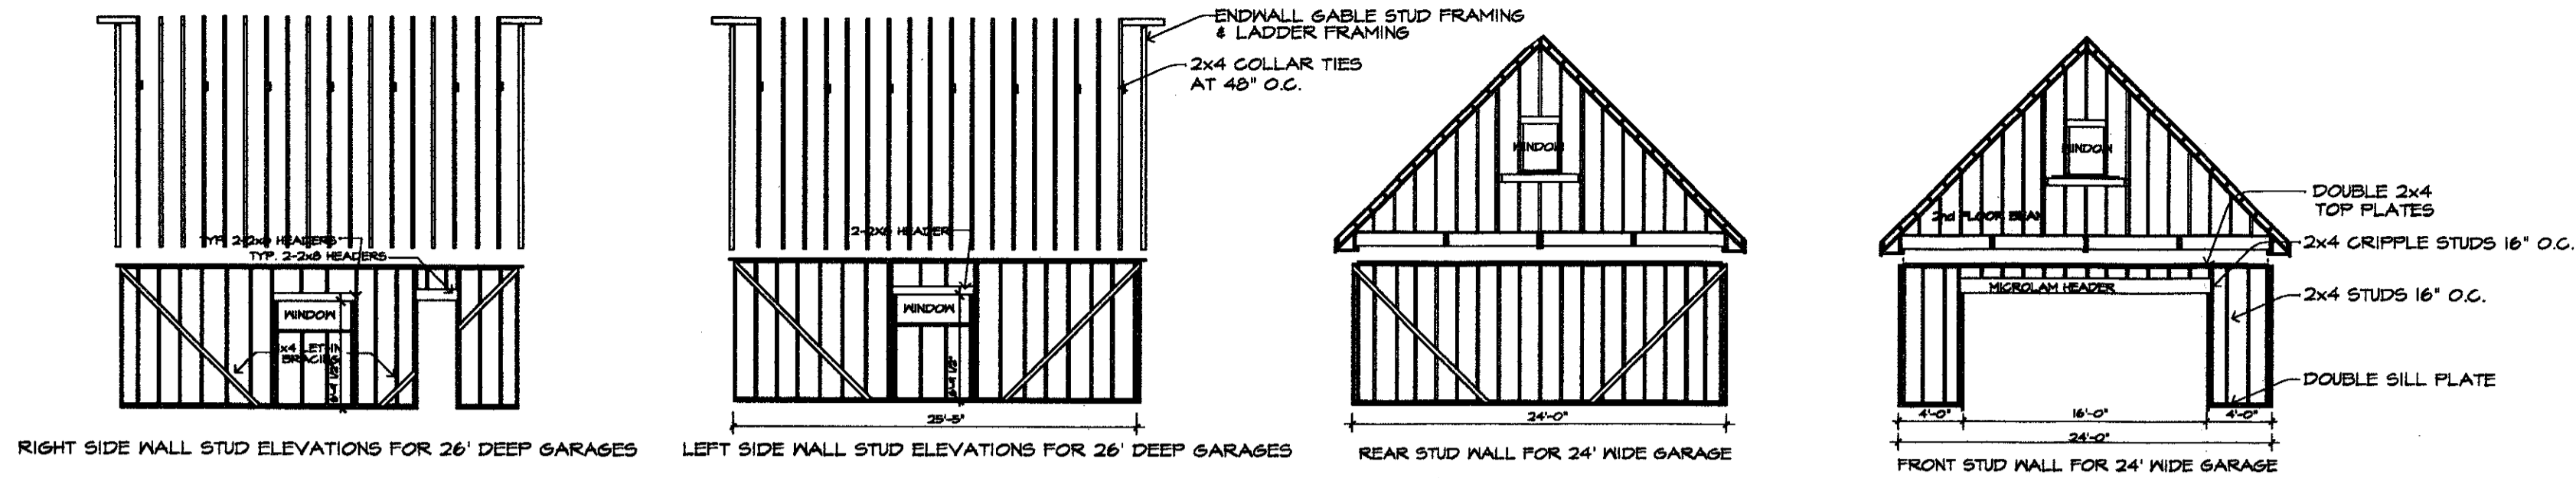 ENDWALL GABLE STUD FRAMING
& LADDER FRAMING
2x4 COLLAR TIES
AT 48" O.C.
TYP. 2-2x8 HEADERS
TYP. 2-2x8 HEADERS
WINDOW
LET-IN
BRACING
RIGHT SIDE WALL STUD ELEVATIONS FOR 26' DEEP GARAGES
HEADER
WINDOW
25'-5"
LEFT SIDE WALL STUD ELEVATIONS FOR 26' DEEP GARAGES
WINDOW
24'-0"
REAR STUD WALL FOR 24' WIDE GARAGE
WINDOW
2nd FLOOR BEAM
DOUBLE 2x4
TOP PLATES
2x4 CRIPPLE STUDS 16" O.C.
MICROLAM HEADER
2x4 STUDS 16" O.C.
DOUBLE SILL PLATE
4'-0"
16'-0"
4'-0"
24'-0"
FRONT STUD WALL FOR 24' WIDE GARAGE